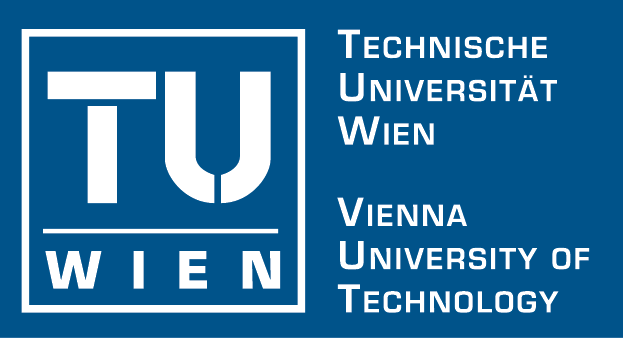 TU
WIEN
TECHNISCHE
UNIVERSITÄT
WIEN
VIENNA
UNIVERSITY OF
TECHNOLOGY